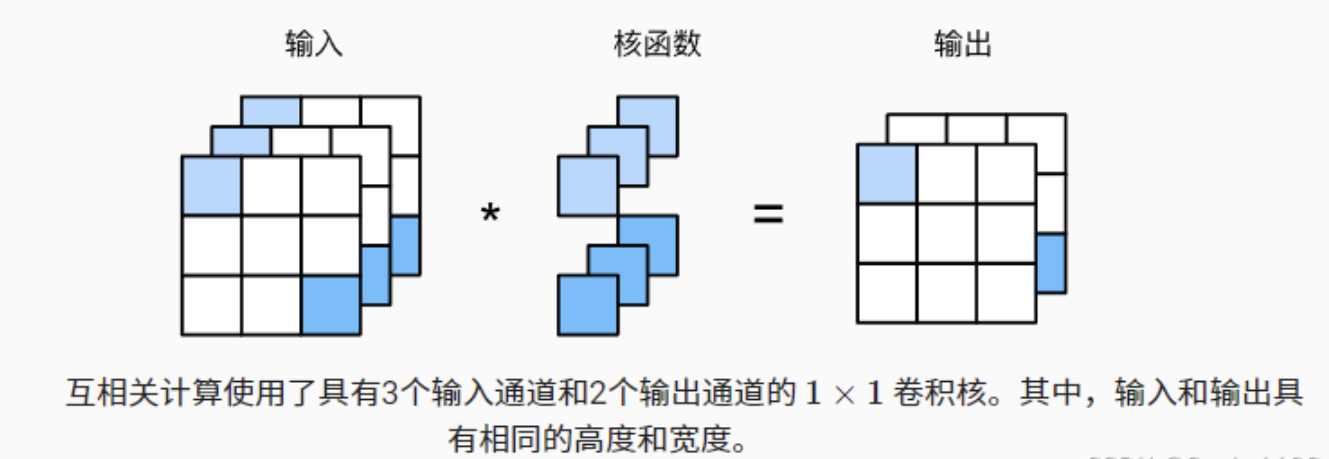 输入 核函数 输出
* =
互相关计算使用了具有3个输入通道和2个输出通道的 1 × 1 卷积核。其中，输入和输出具
有相同的高度和宽度。